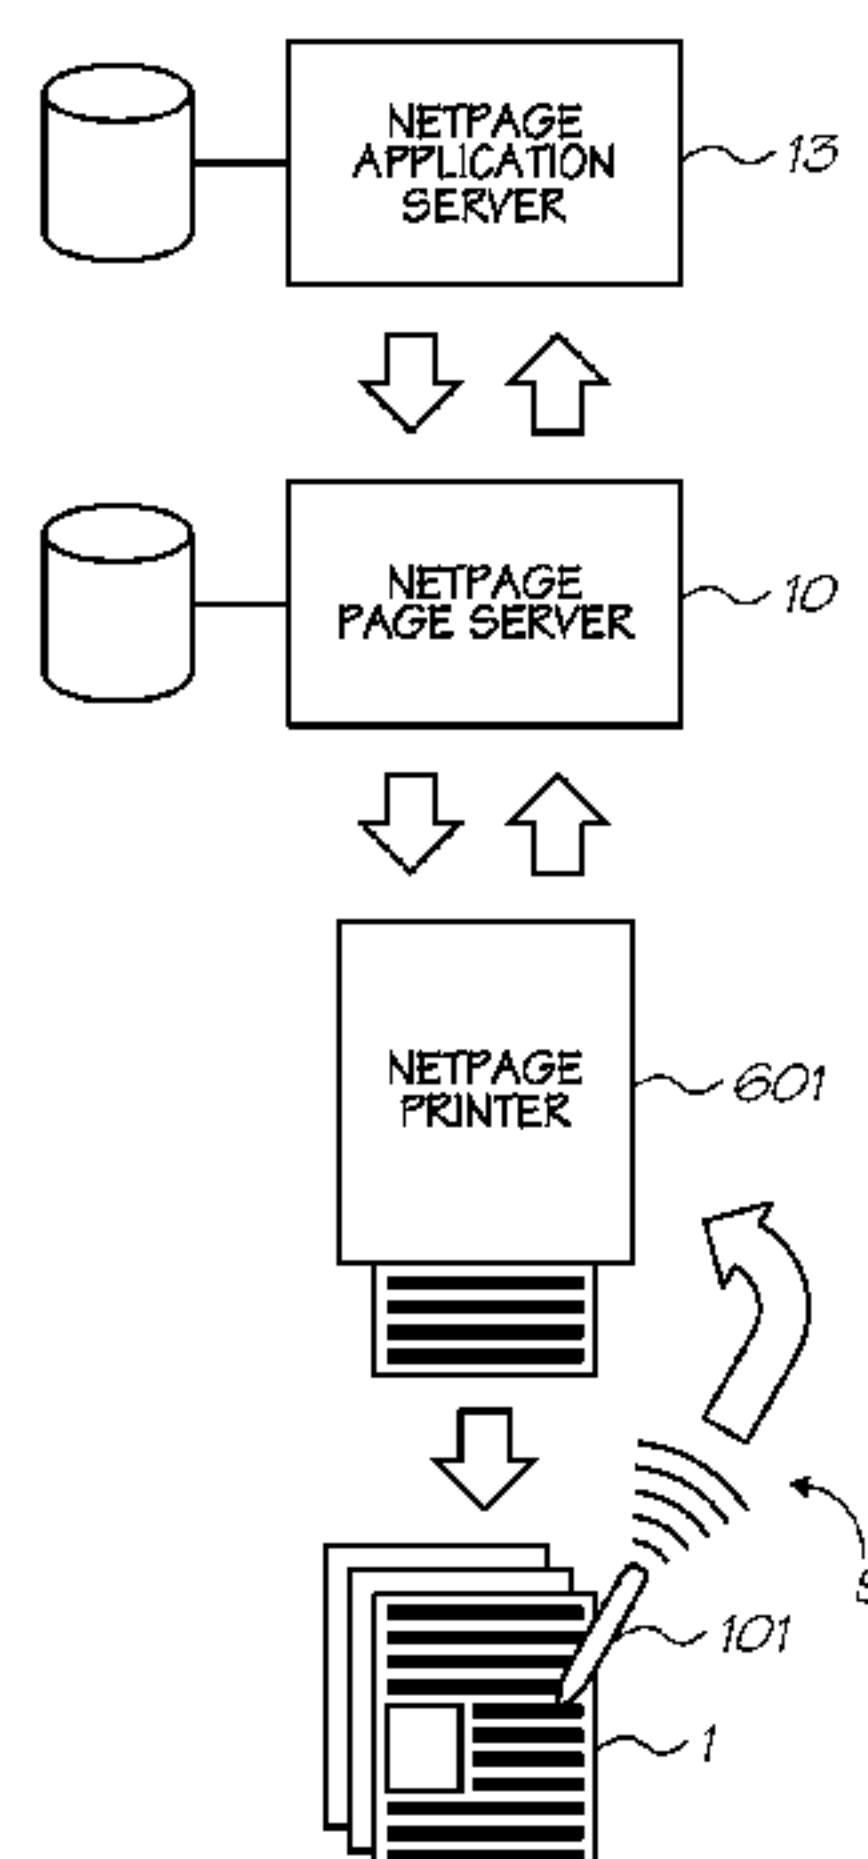 NETPAGE
APPLICATION
SERVER
13
NETPAGE
PAGE SERVER
10
NETPAGE
PRINTER
601
101
1